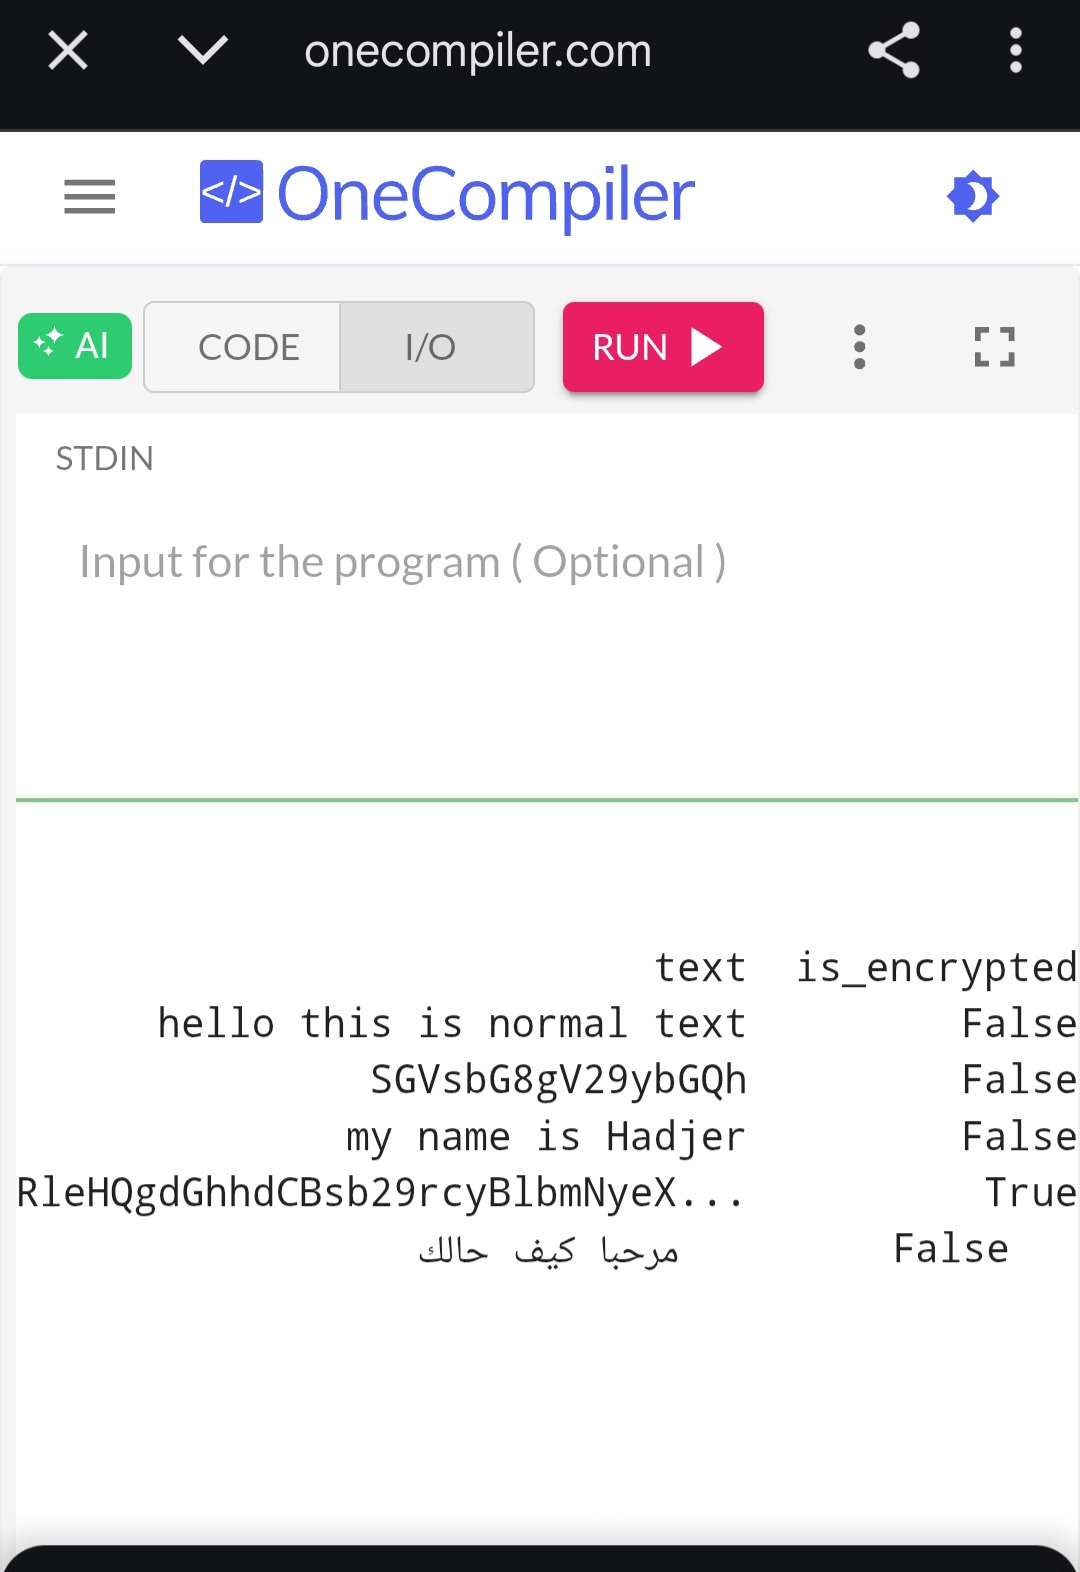 onecompiler.com
</> OneCompiler
AI CODE I/O RUN
STDIN
Input for the program ( Optional )
text is_encrypted
hello this is normal text False
SGVsbG8gV29ybGQh False
my name is Hadjer False
RleHQgdGhhdCBsb29rcyBlbmNyeX... True
مرحبا كيف حالك False